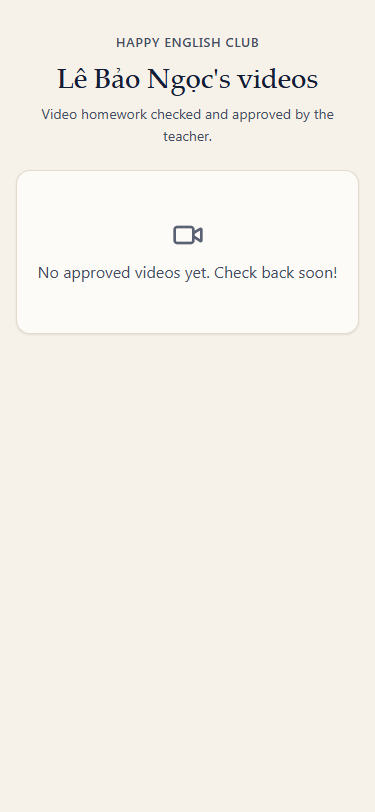 HAPPY ENGLISH CLUB
Lê Bảo Ngọc's videos
Video homework checked and approved by the
teacher.
No approved videos yet. Check back soon!